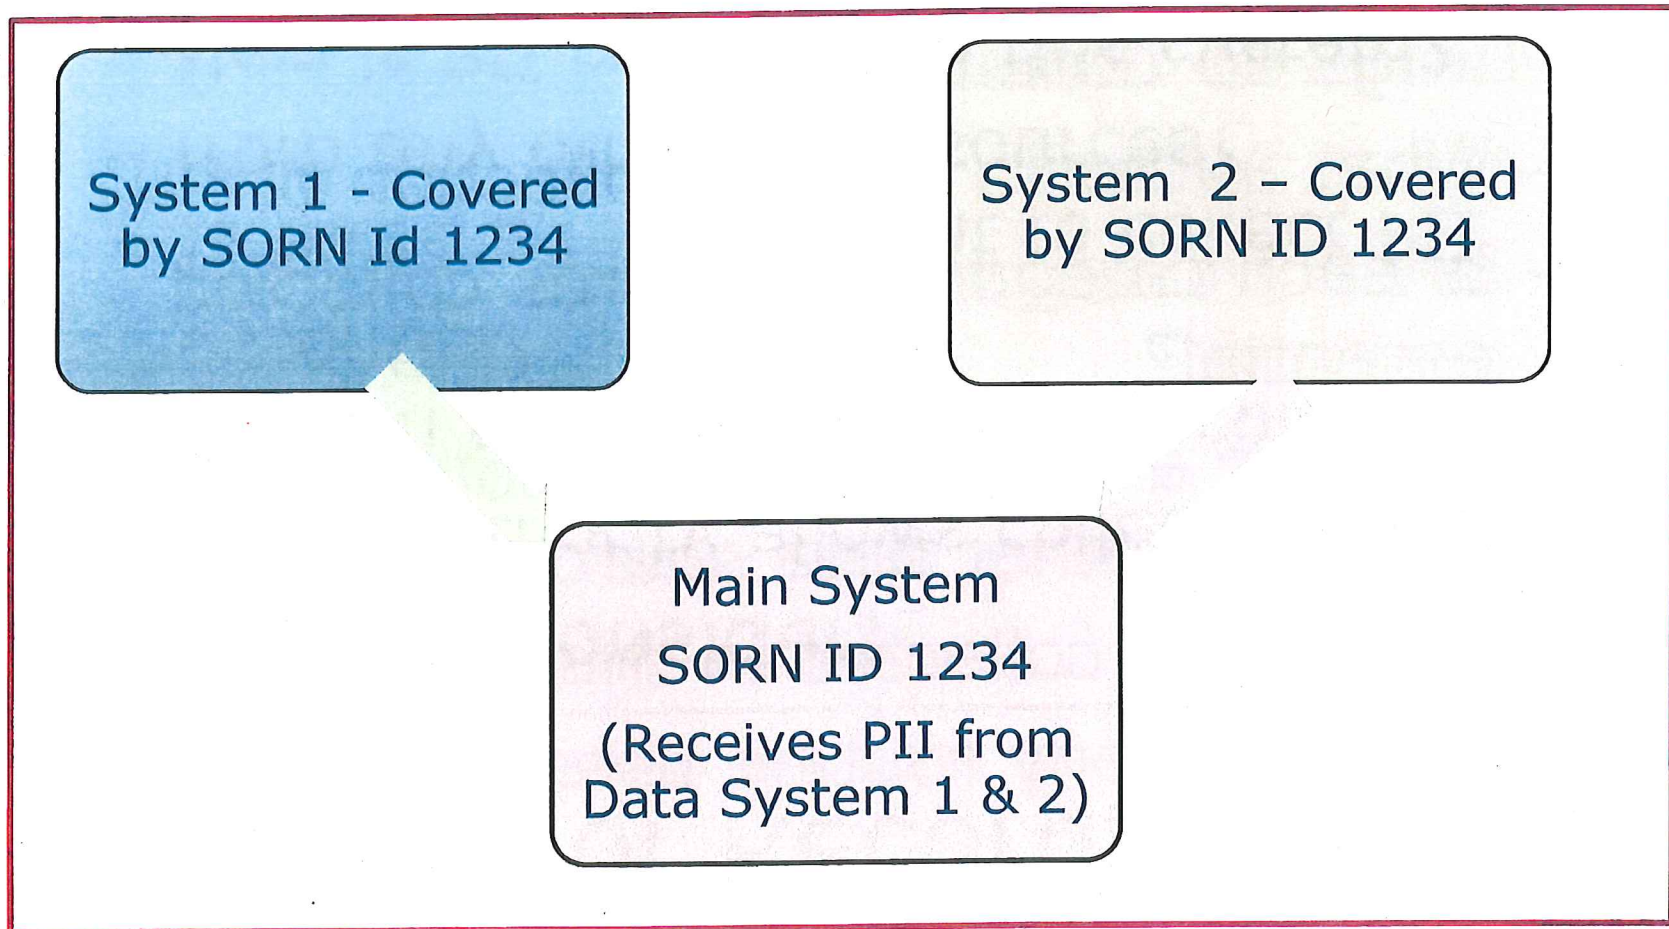 System 1 - Covered
by SORN Id 1234
System  2 – Covered
by SORN ID 1234
Main System
SORN ID 1234
(Receives PII from
Data System 1 & 2)